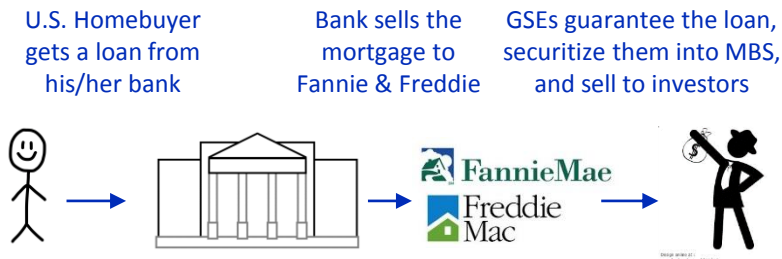 U.S. Homebuyer
gets a loan from
his/her bank
Bank sells the
mortgage to
Fannie & Freddie
GSEs guarantee the loan,
securitize them into MBS,
and sell to investors
FannieMae
Freddie
Mac
$